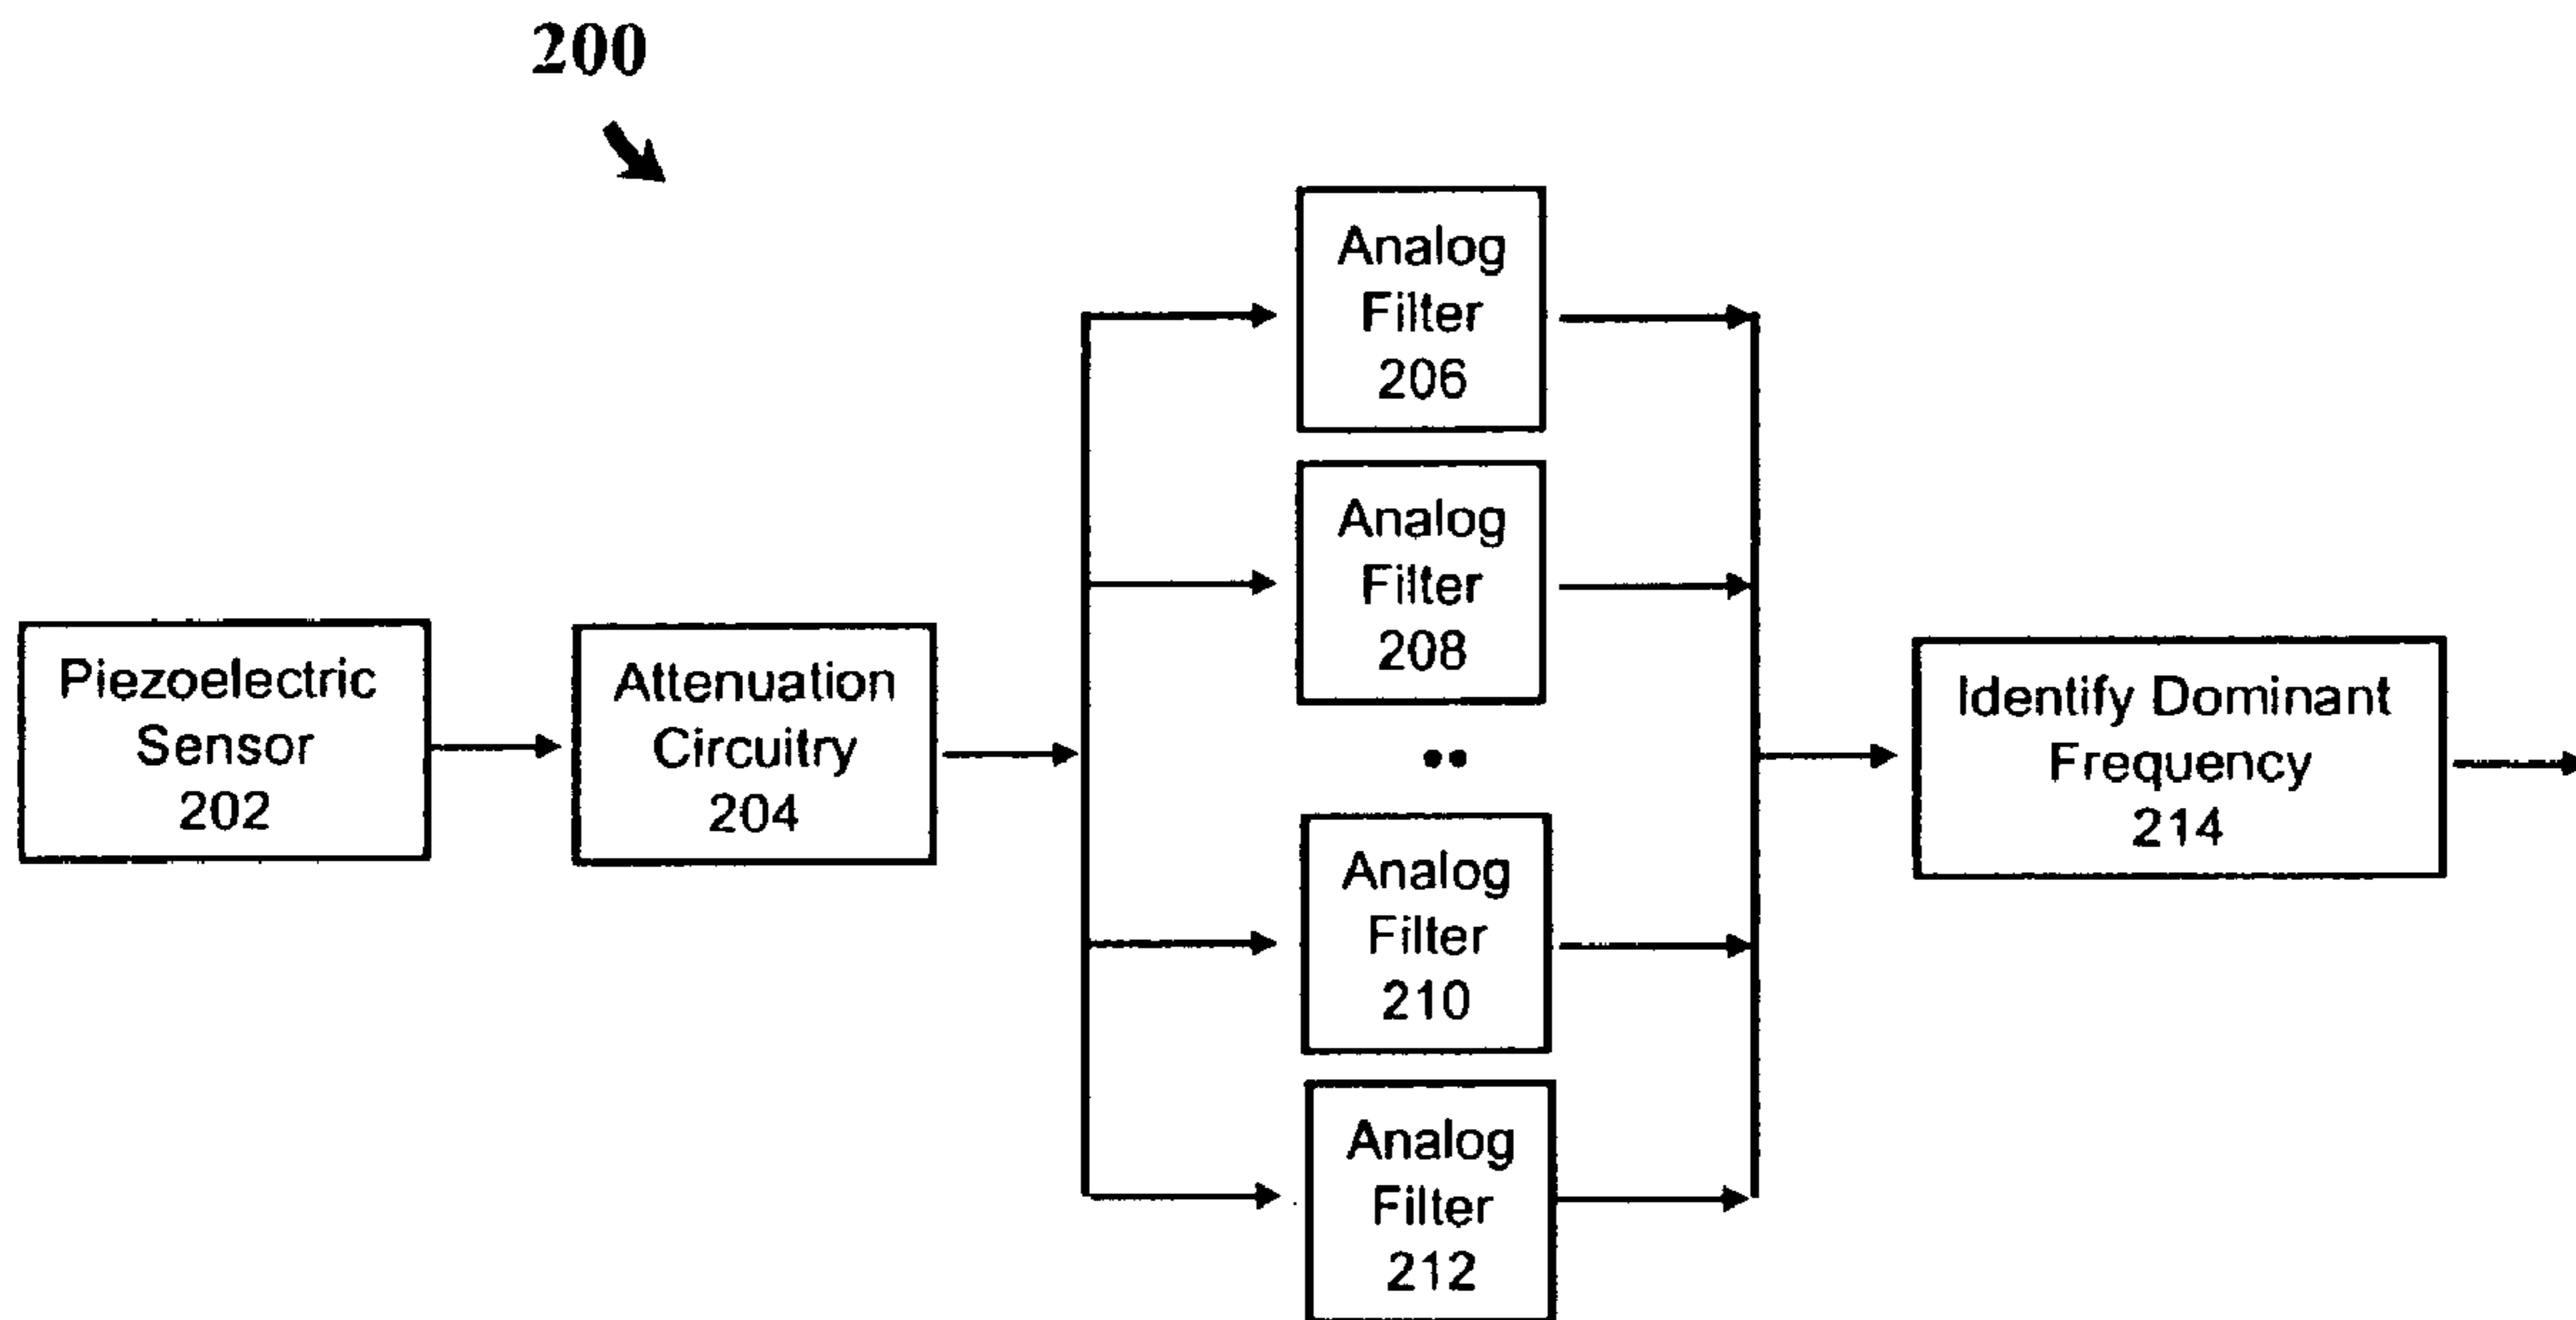 200
Piezoelectric
Sensor
202
Attenuation
Circuitry
204
Analog
Filter
206
Analog
Filter
208
Analog
Filter
210
Analog
Filter
212
Identify Dominant
Frequency
214